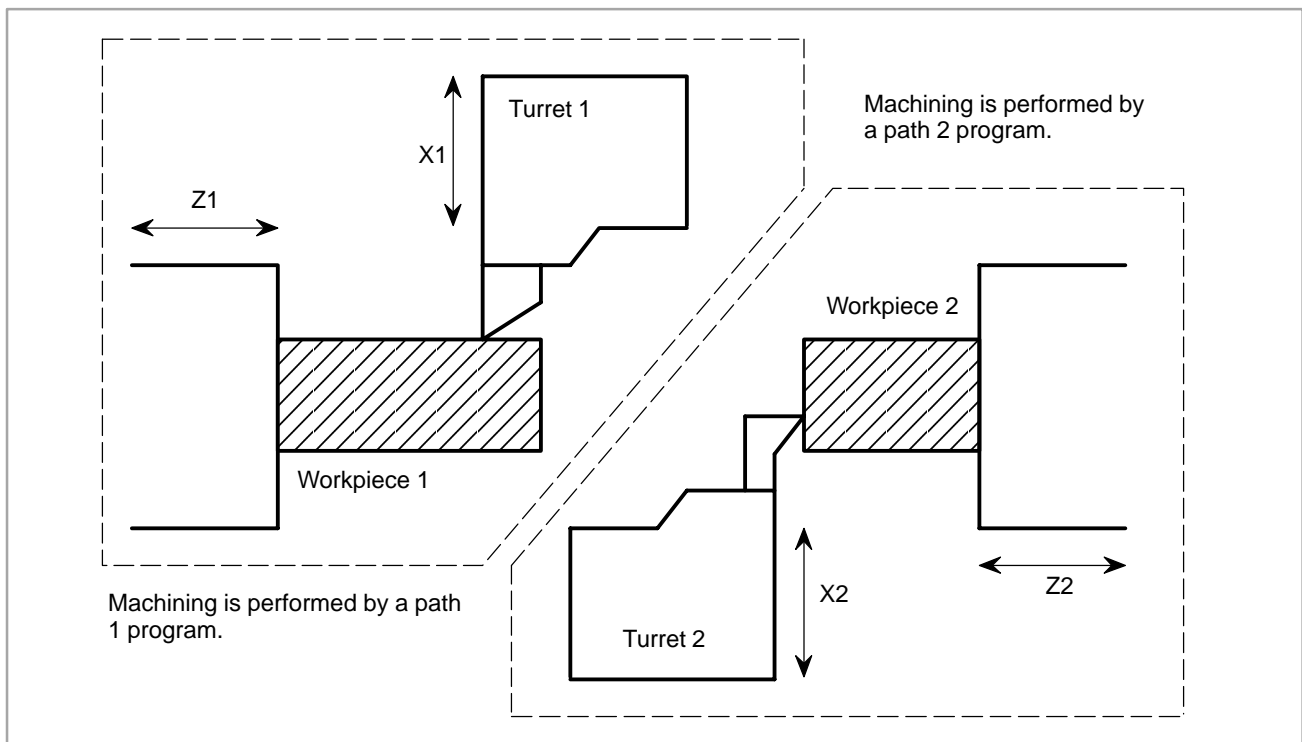 Turret 1
Machining is performed by
a path 2 program.
X1
Z1
Workpiece 2
Workpiece 1
Machining is performed by a path
1 program.
X2
Z2
Turret 2